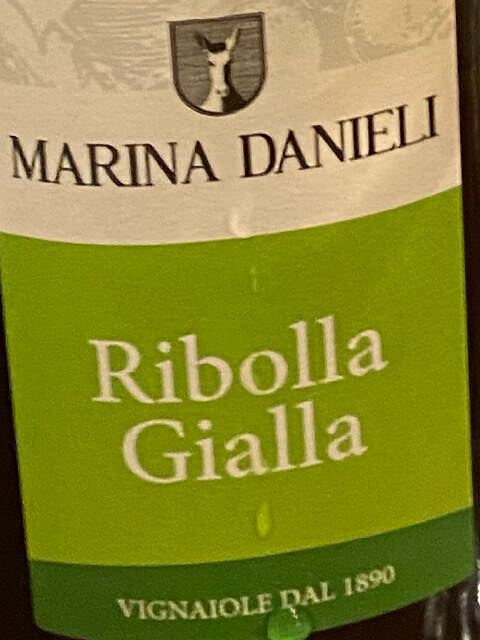 MARINA DANIELI
Ribolla
Gialla
VIGNAIOLE DAL 1890